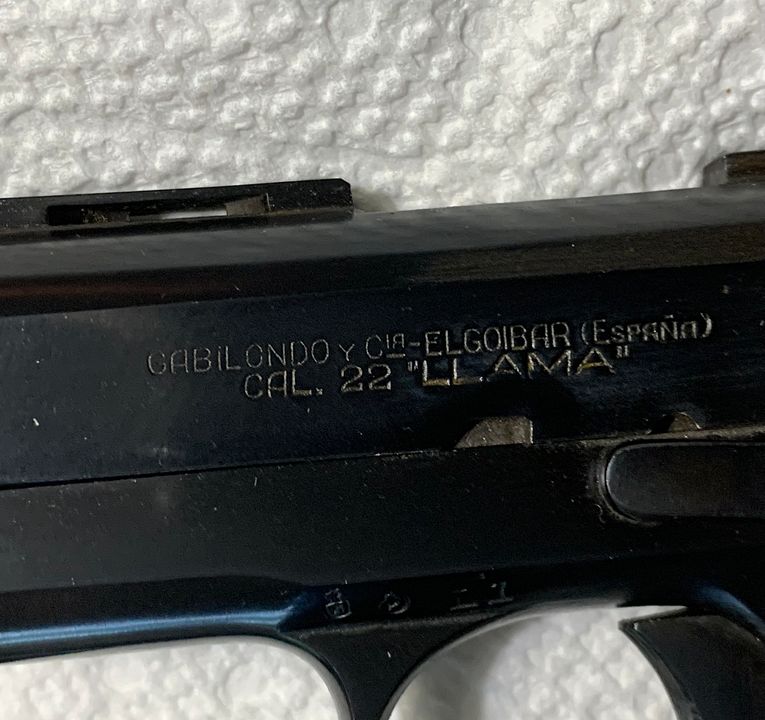 GABILONDO Y Cia-ELGOIBAR (ESPAÑA)
CAL. 22 "LLAMA"